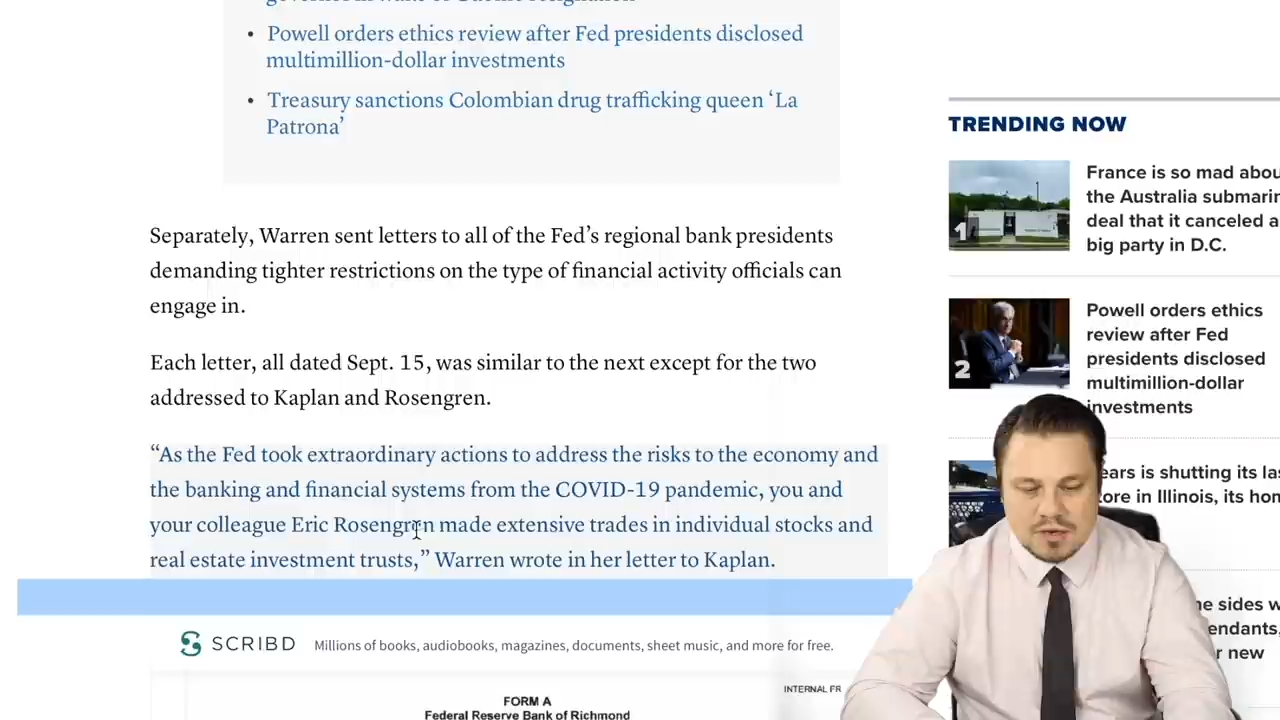 Powell orders ethics review after Fed presidents disclosed
multimillion-dollar investments
Treasury sanctions Colombian drug trafficking queen ‘La
Patrona’
Separately, Warren sent letters to all of the Fed’s regional bank presidents
demanding tighter restrictions on the type of financial activity officials can
engage in.
Each letter, all dated Sept. 15, was similar to the next except for the two
addressed to Kaplan and Rosengren.
“As the Fed took extraordinary actions to address the risks to the economy and
the banking and financial systems from the COVID-19 pandemic, you and
your colleague Eric Rosengren made extensive trades in individual stocks and
real estate investment trusts,” Warren wrote in her letter to Kaplan.
SCRIBD Millions of books, audiobooks, magazines, documents, sheet music, and more for free.
INTERNAL FR
FORM A
Federal Reserve Bank of Richmond
TRENDING NOW
1
France is so mad abou
the Australia submarin
deal that it canceled a
big party in D.C.
2
Powell orders ethics
review after Fed
presidents disclosed
multimillion-dollar
investments
ears is shutting its la
ore in Illinois, its hom
e sides w
endants,
r new